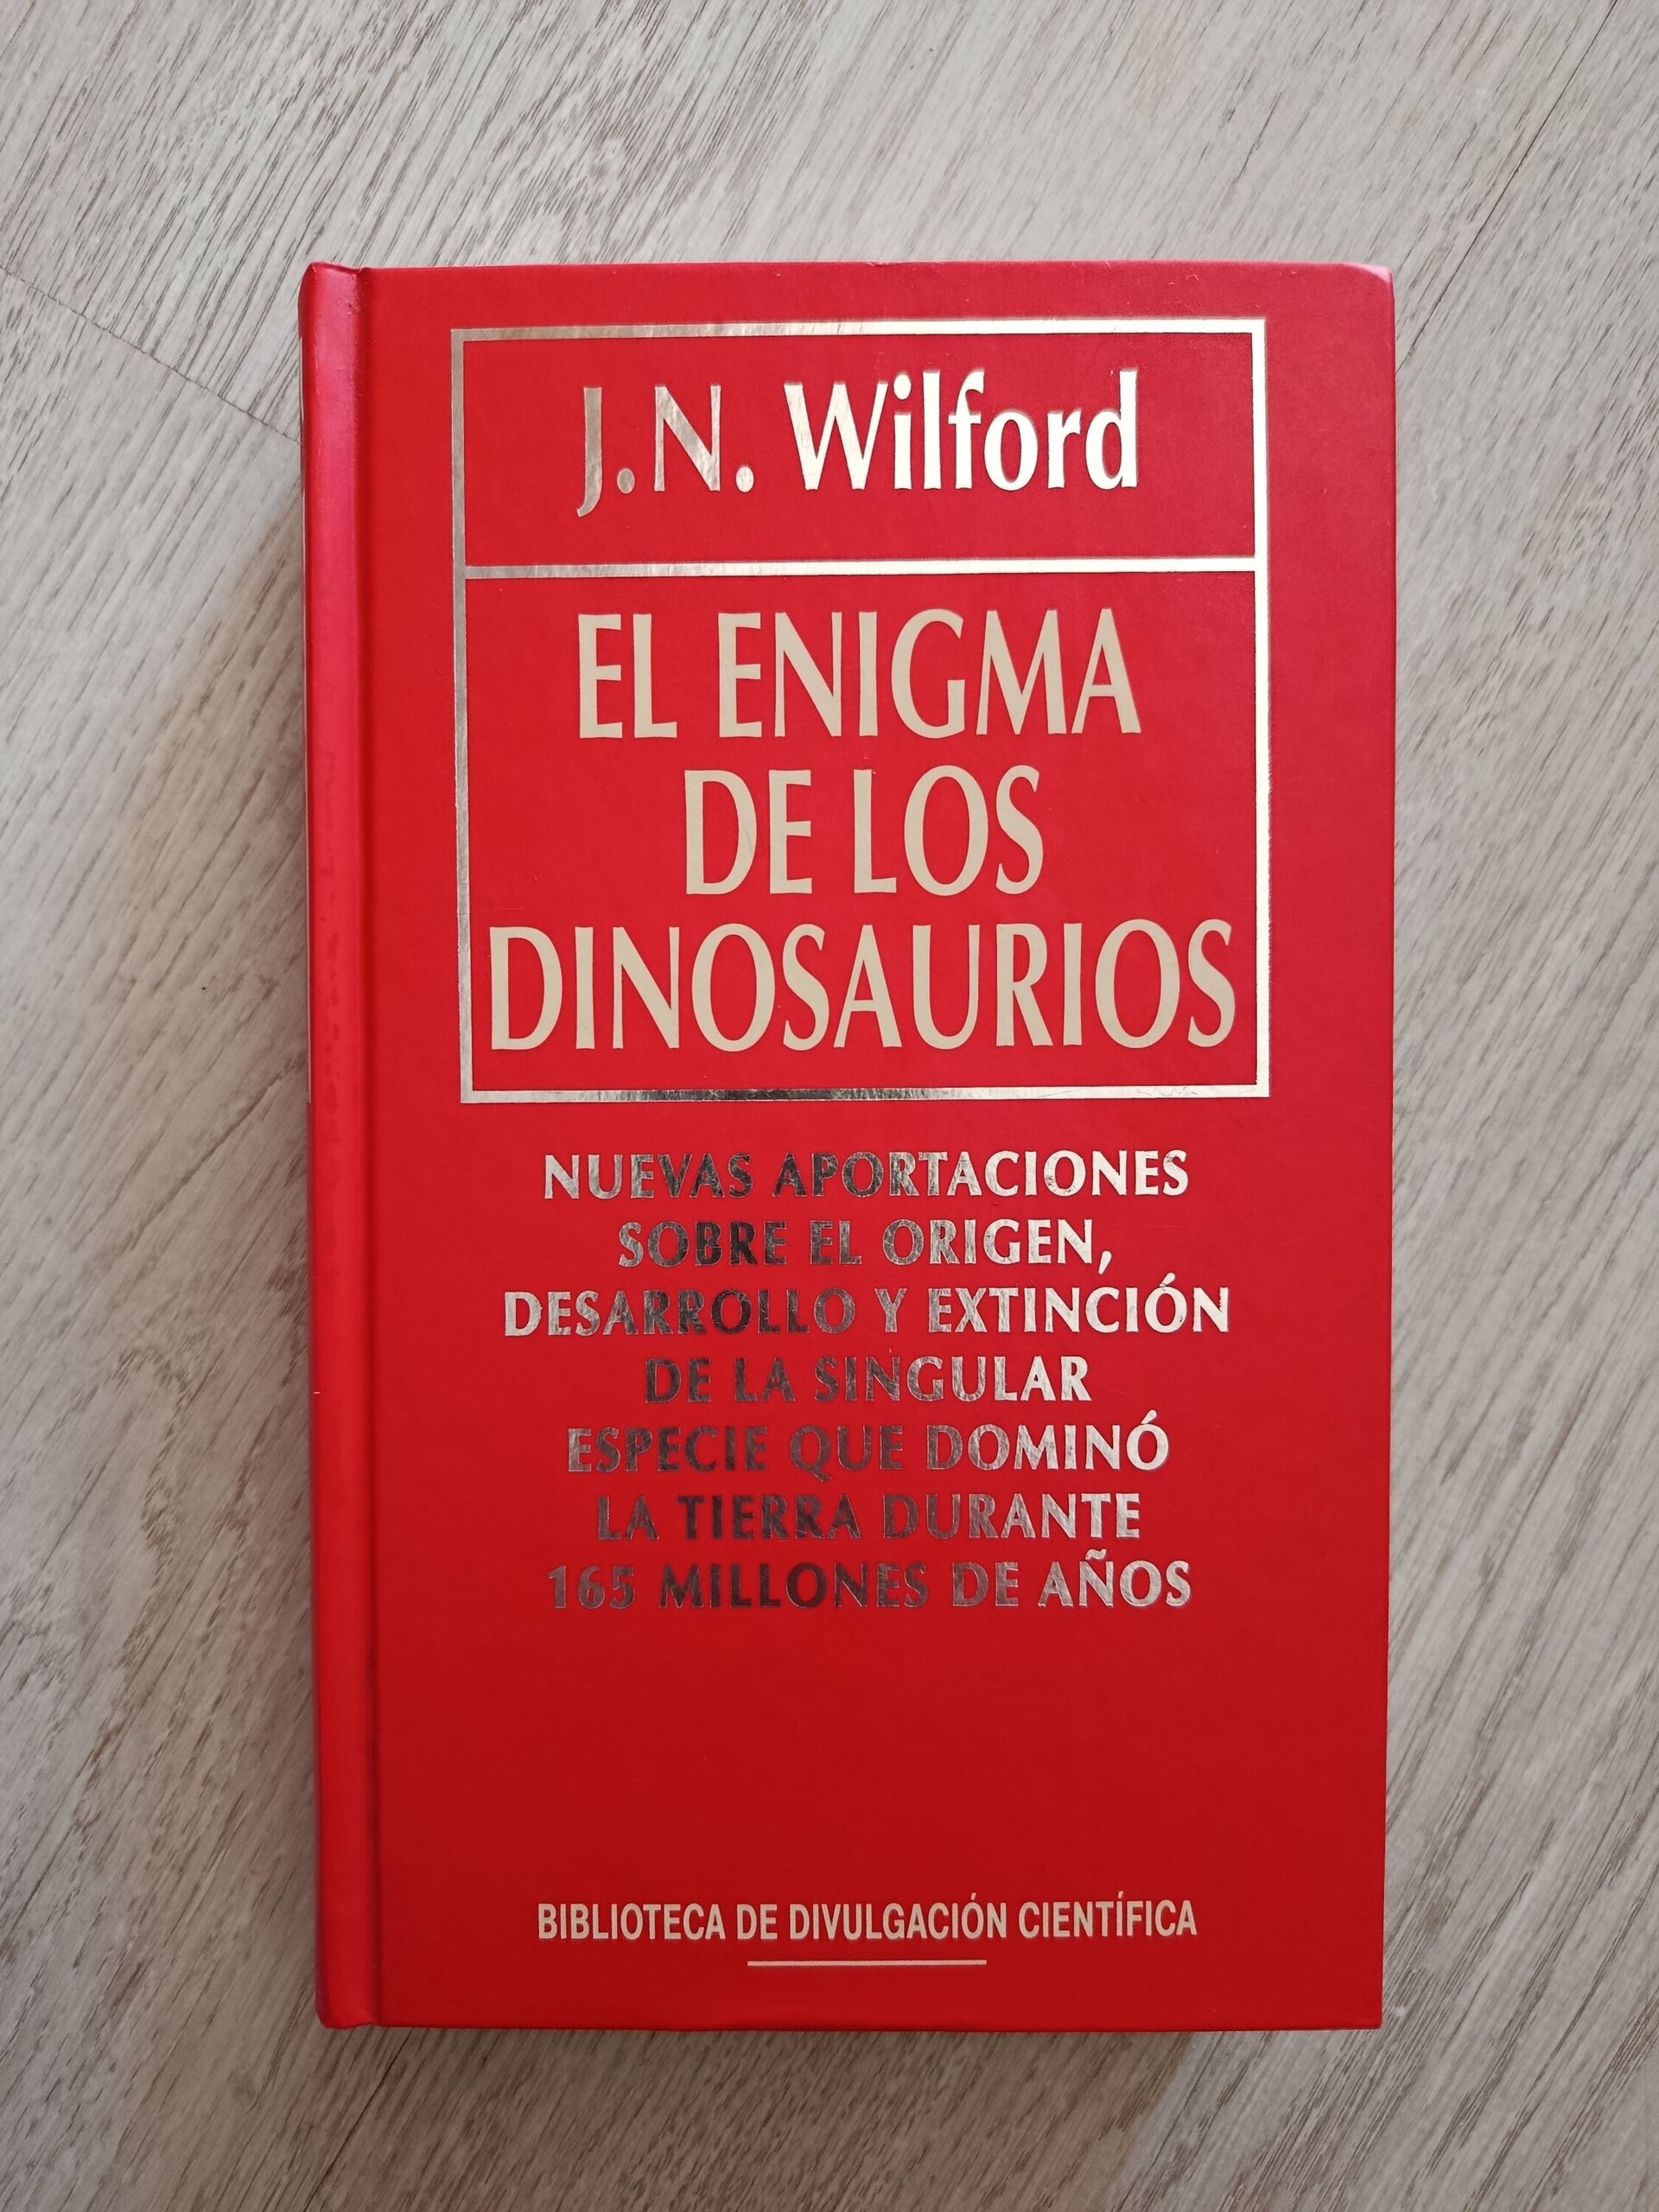 J.N. Wilford
EL ENIGMA
DE LOS
DINOSAURIOS
NUEVAS APORTACIONES
SOBRE EL ORIGEN,
DESARROLLO Y EXTINCIÓN
DE LA SINGULAR
ESPECIE QUE DOMINÓ
LA TIERRA DURANTE
165 MILLONES DE AÑOS
BIBLIOTECA DE DIVULGACIÓN CIENTÍFICA